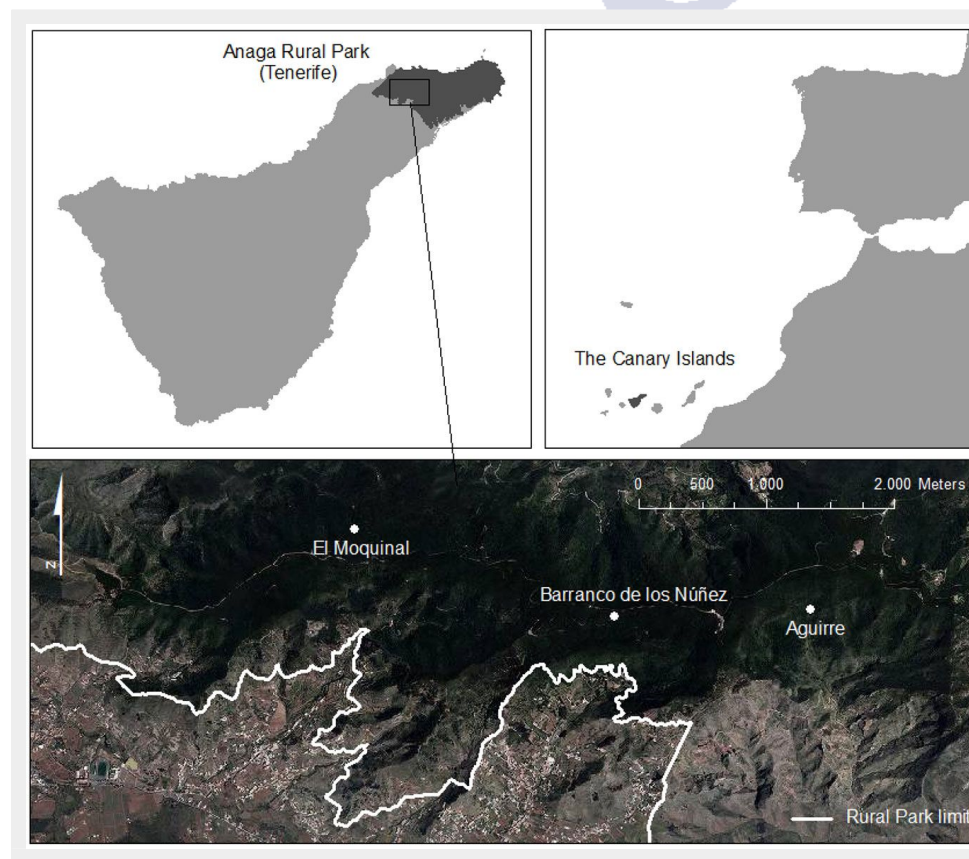 Anaga Rural Park
(Tenerife)
The Canary Islands
0 500 1.000 2.000 Meters
El Moquinal
N
Barranco de los Núñez
Aguirre
Rural Park limit